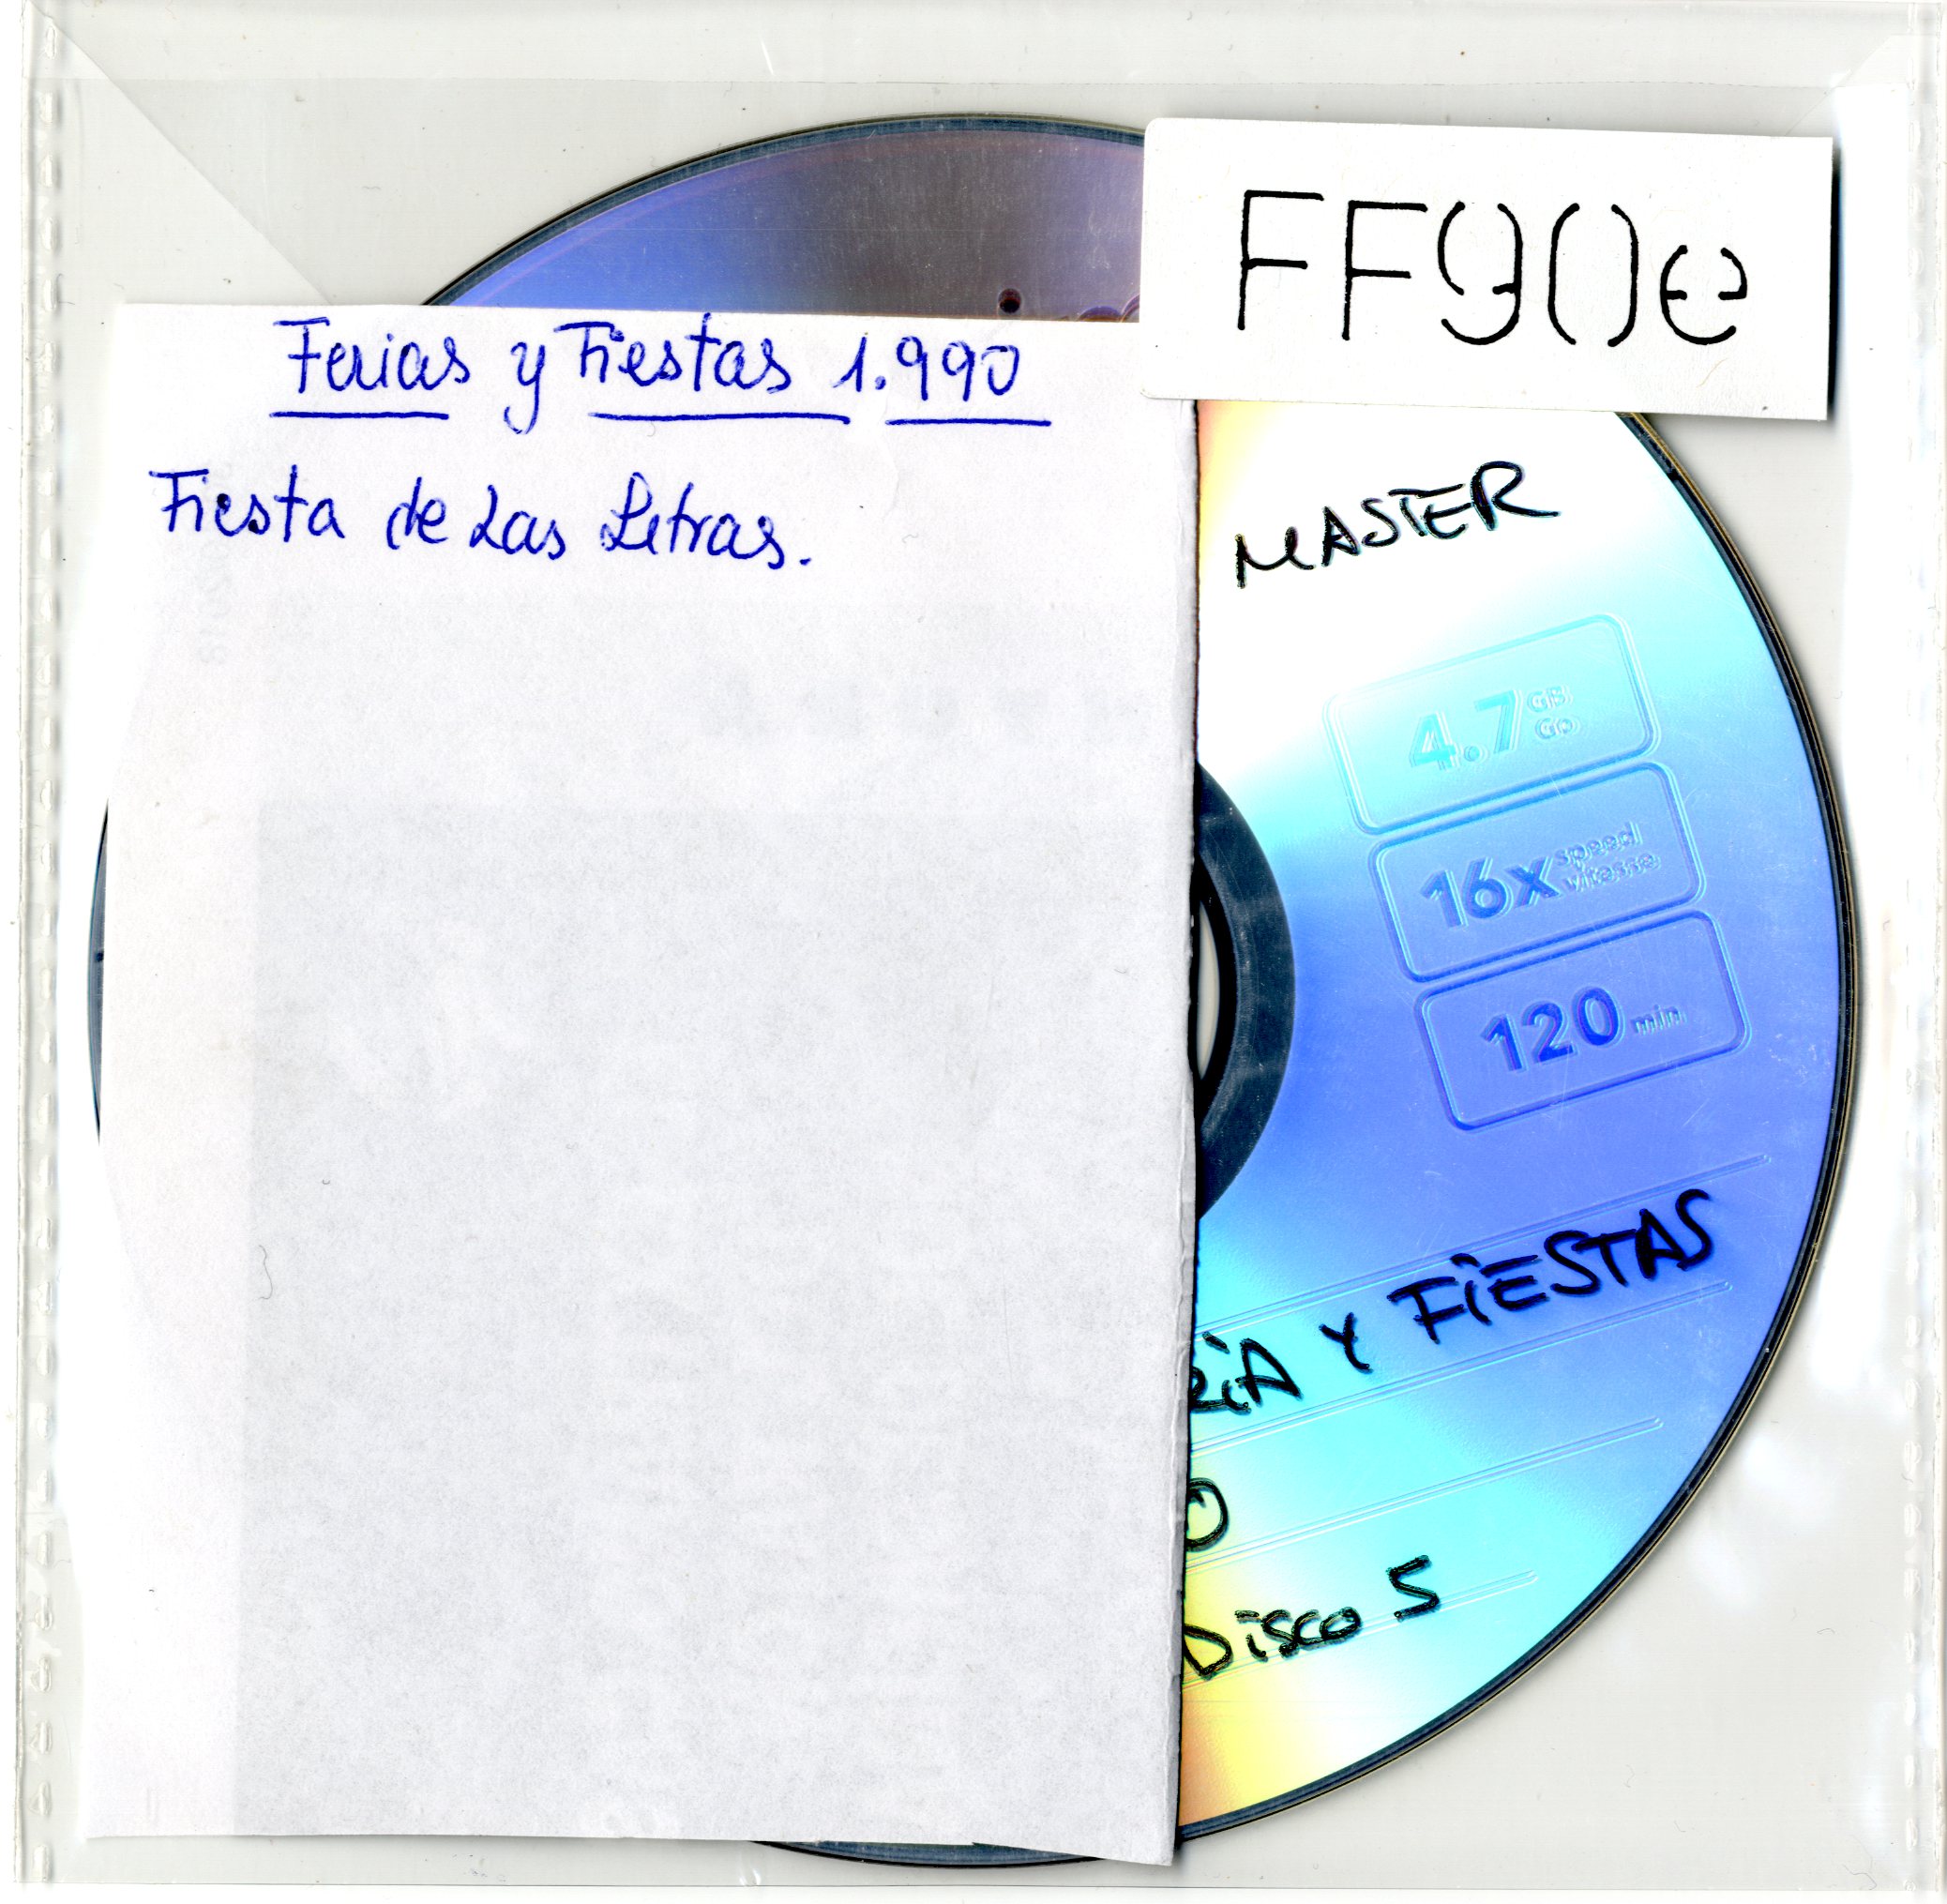 FF90e
Ferias y Fiestas 1.990
Fiesta de Las Letras.
MASTER
4.7 GB Go
16x speed vitesse
120 min
RiA Y FiESTAS
O
Disco 5